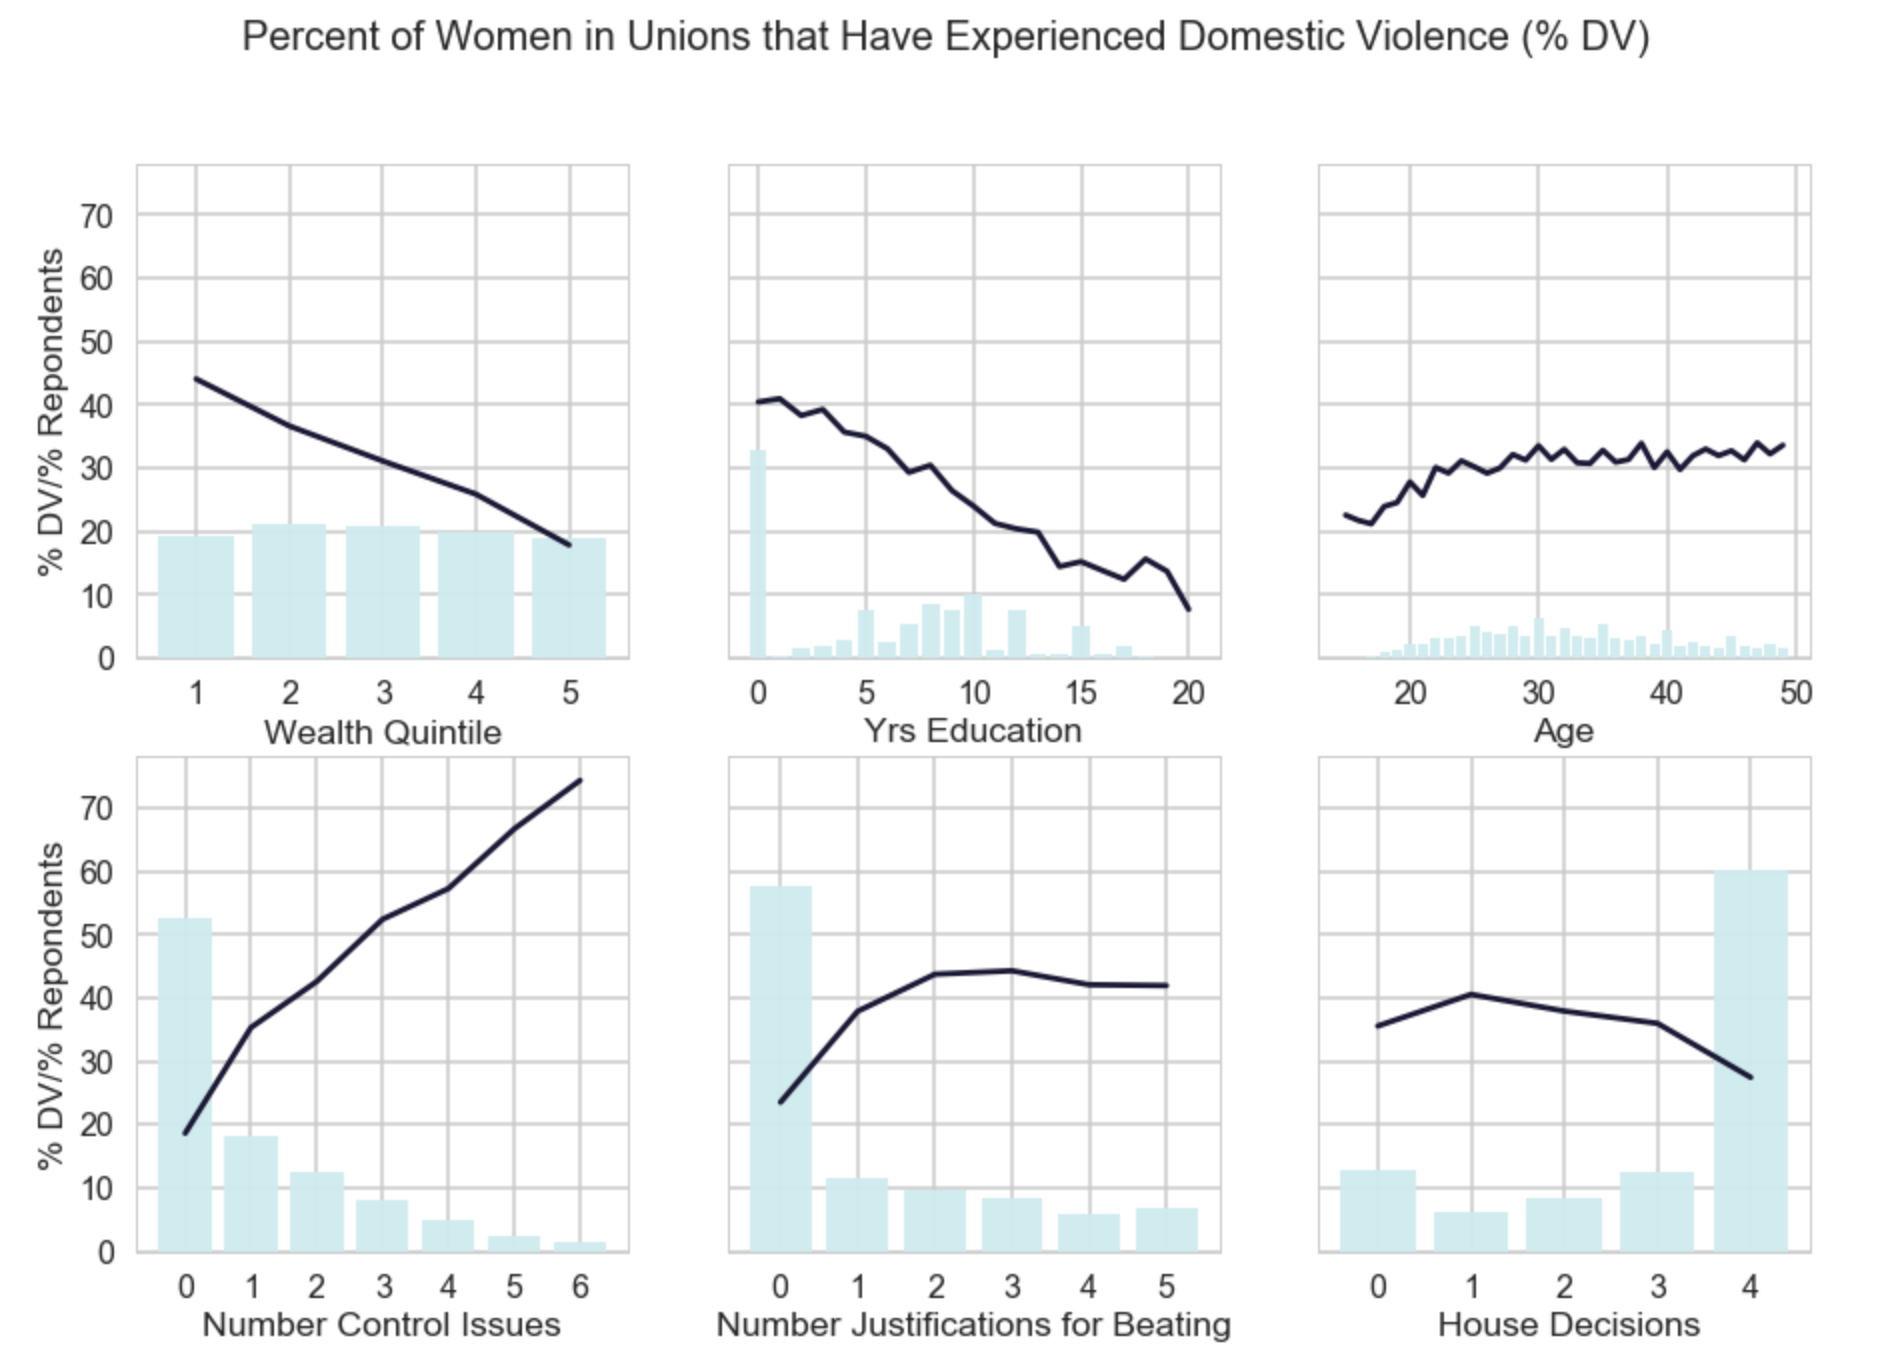 Percent of Women in Unions that Have Experienced Domestic Violence (% DV)
% DV/% Repondents
70
60
50
40
30
20
10
0
1 2 3 4 5
Wealth Quintile
0 5 10 15 20
Yrs Education
20 30 40 50
Age
% DV/% Repondents
70
60
50
40
30
20
10
0
0 1 2 3 4 5 6
Number Control Issues
0 1 2 3 4 5
Number Justifications for Beating
0 1 2 3 4
House Decisions